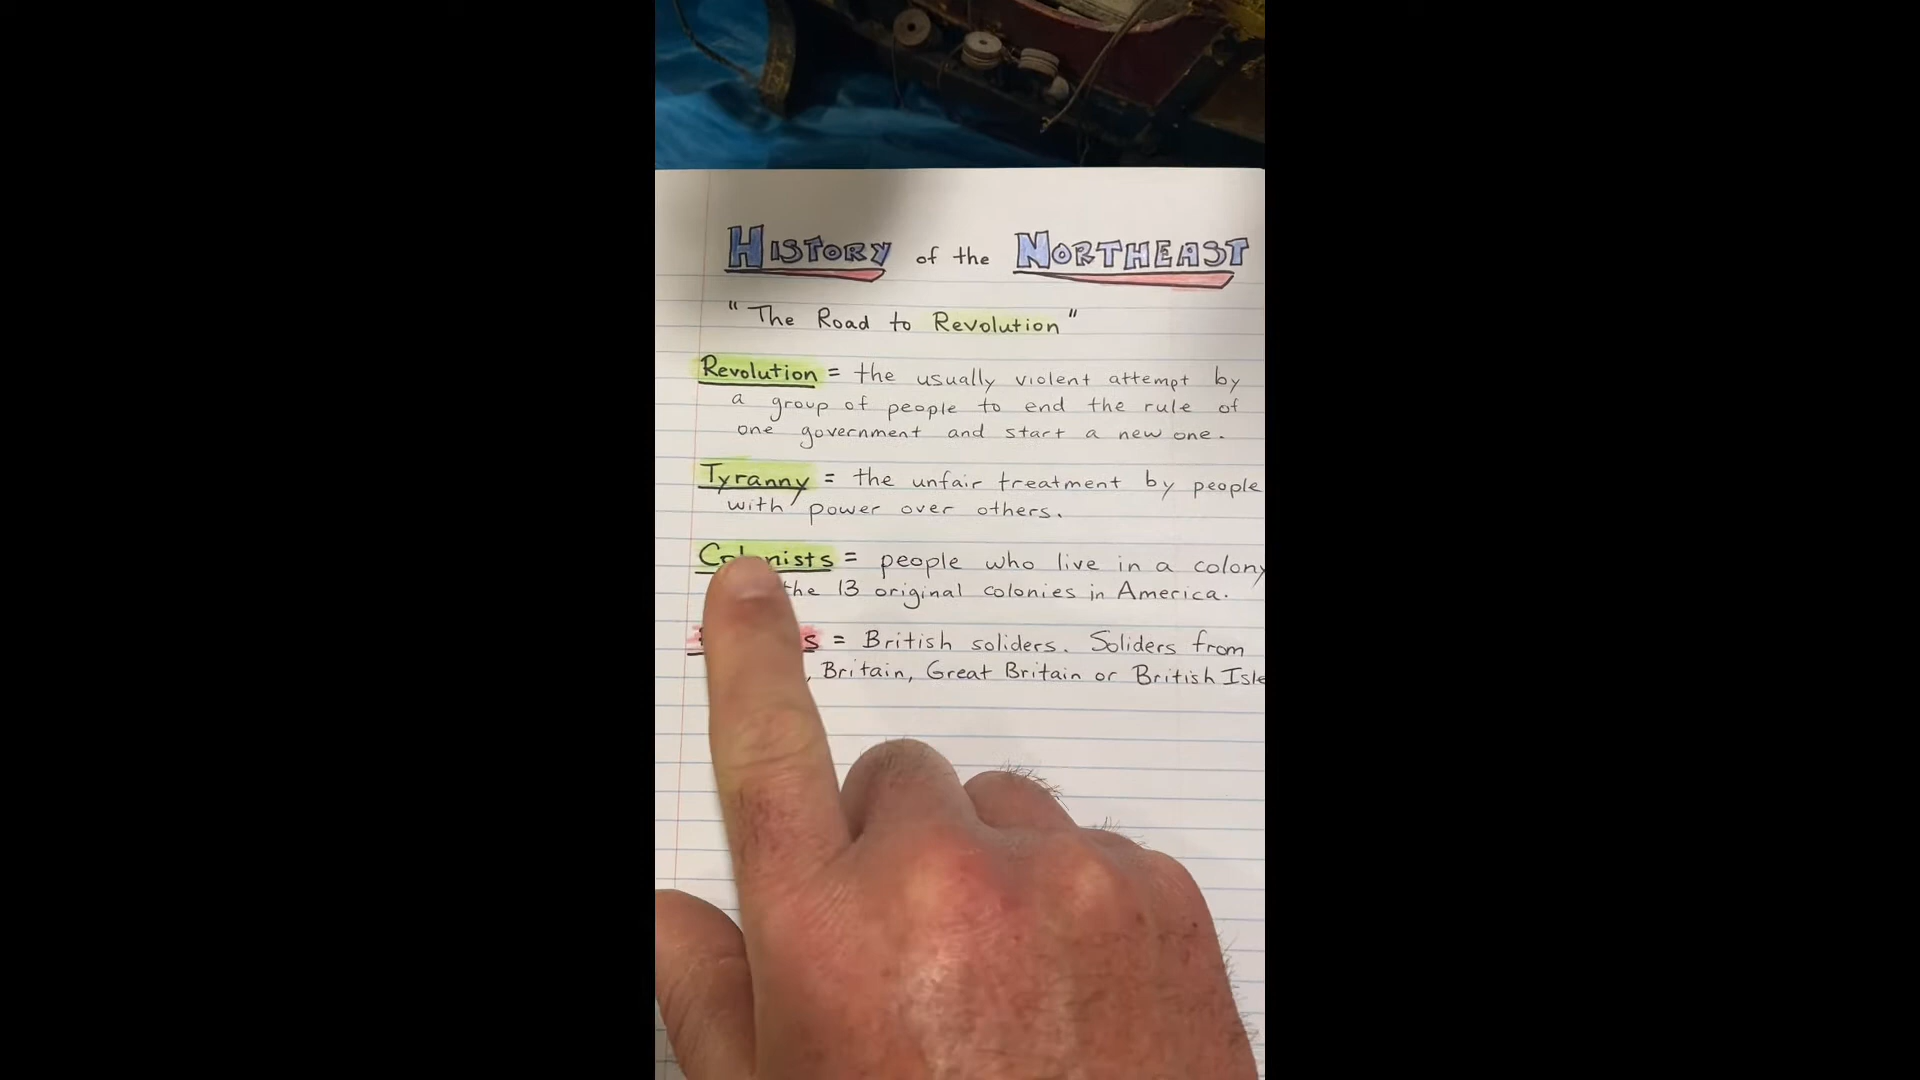 HISTORY of the NORTHEAST
"The Road to Revolution"
Revolution = the usually violent attempt by
a group of people to end the rule of
one government and start a new one.
Tyranny = the unfair treatment by people
with power over others.
Colonists = people who live in a colony
the 13 original colonies in America.
= British soliders. Soliders from
, Britain, Great Britain or British Isle